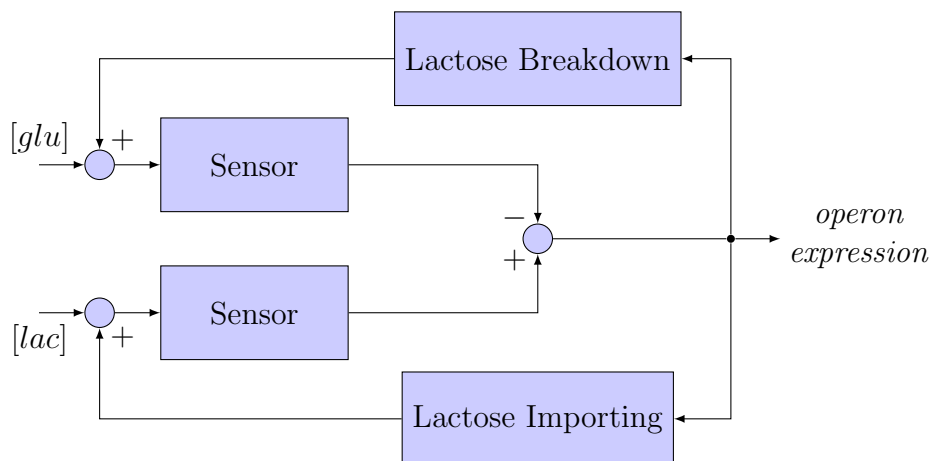 Lactose Breakdown
[glu]
+
Sensor
−
operon
expression
+
Sensor
[lac]
+
Lactose Importing